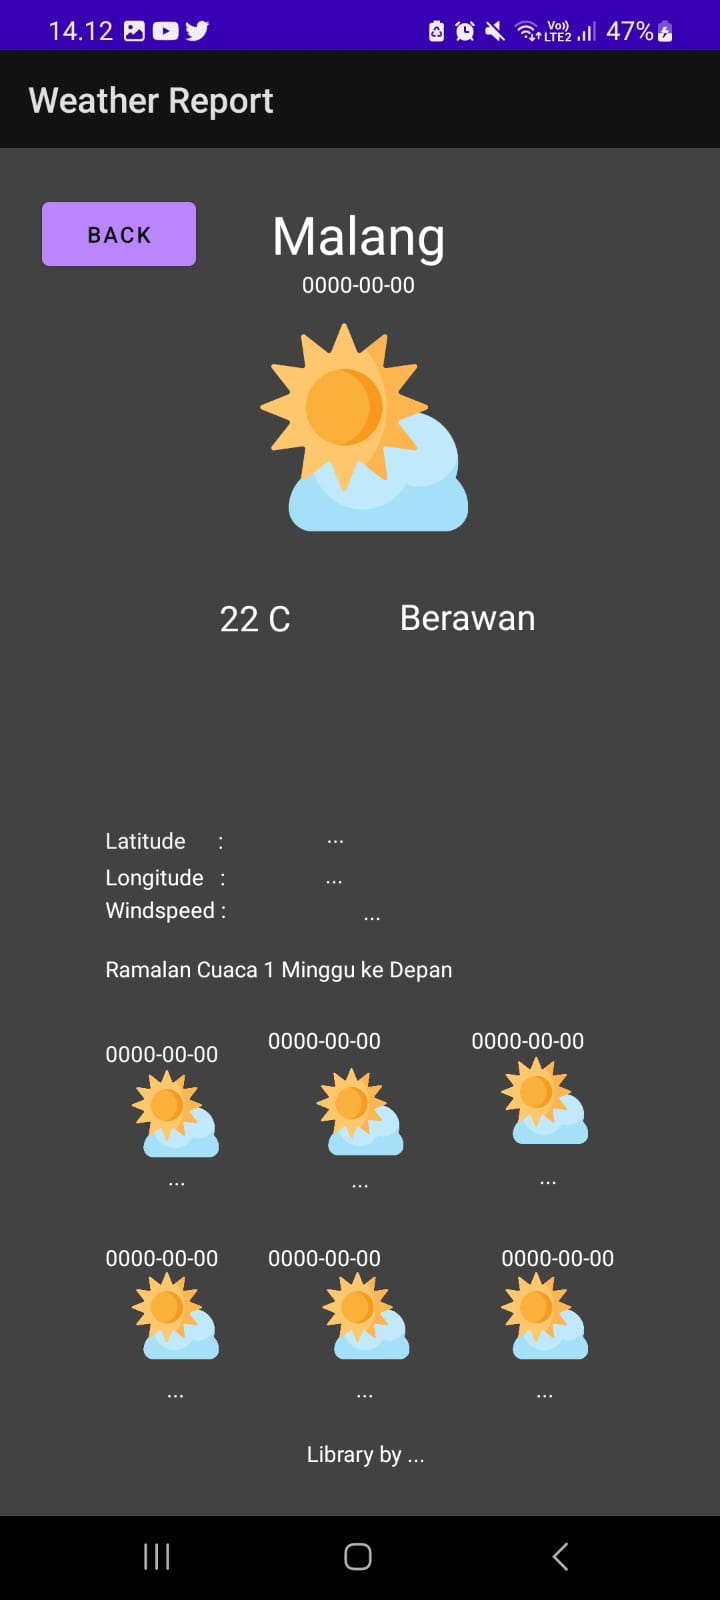 14.12 Vo)) LTE2 47%
Weather Report
BACK
Malang
0000-00-00
22 C Berawan
Latitude : ...
Longitude : ...
Windspeed : ...
Ramalan Cuaca 1 Minggu ke Depan
0000-00-00 0000-00-00 0000-00-00
... ... ...
0000-00-00 0000-00-00 0000-00-00
... ... ...
Library by ...